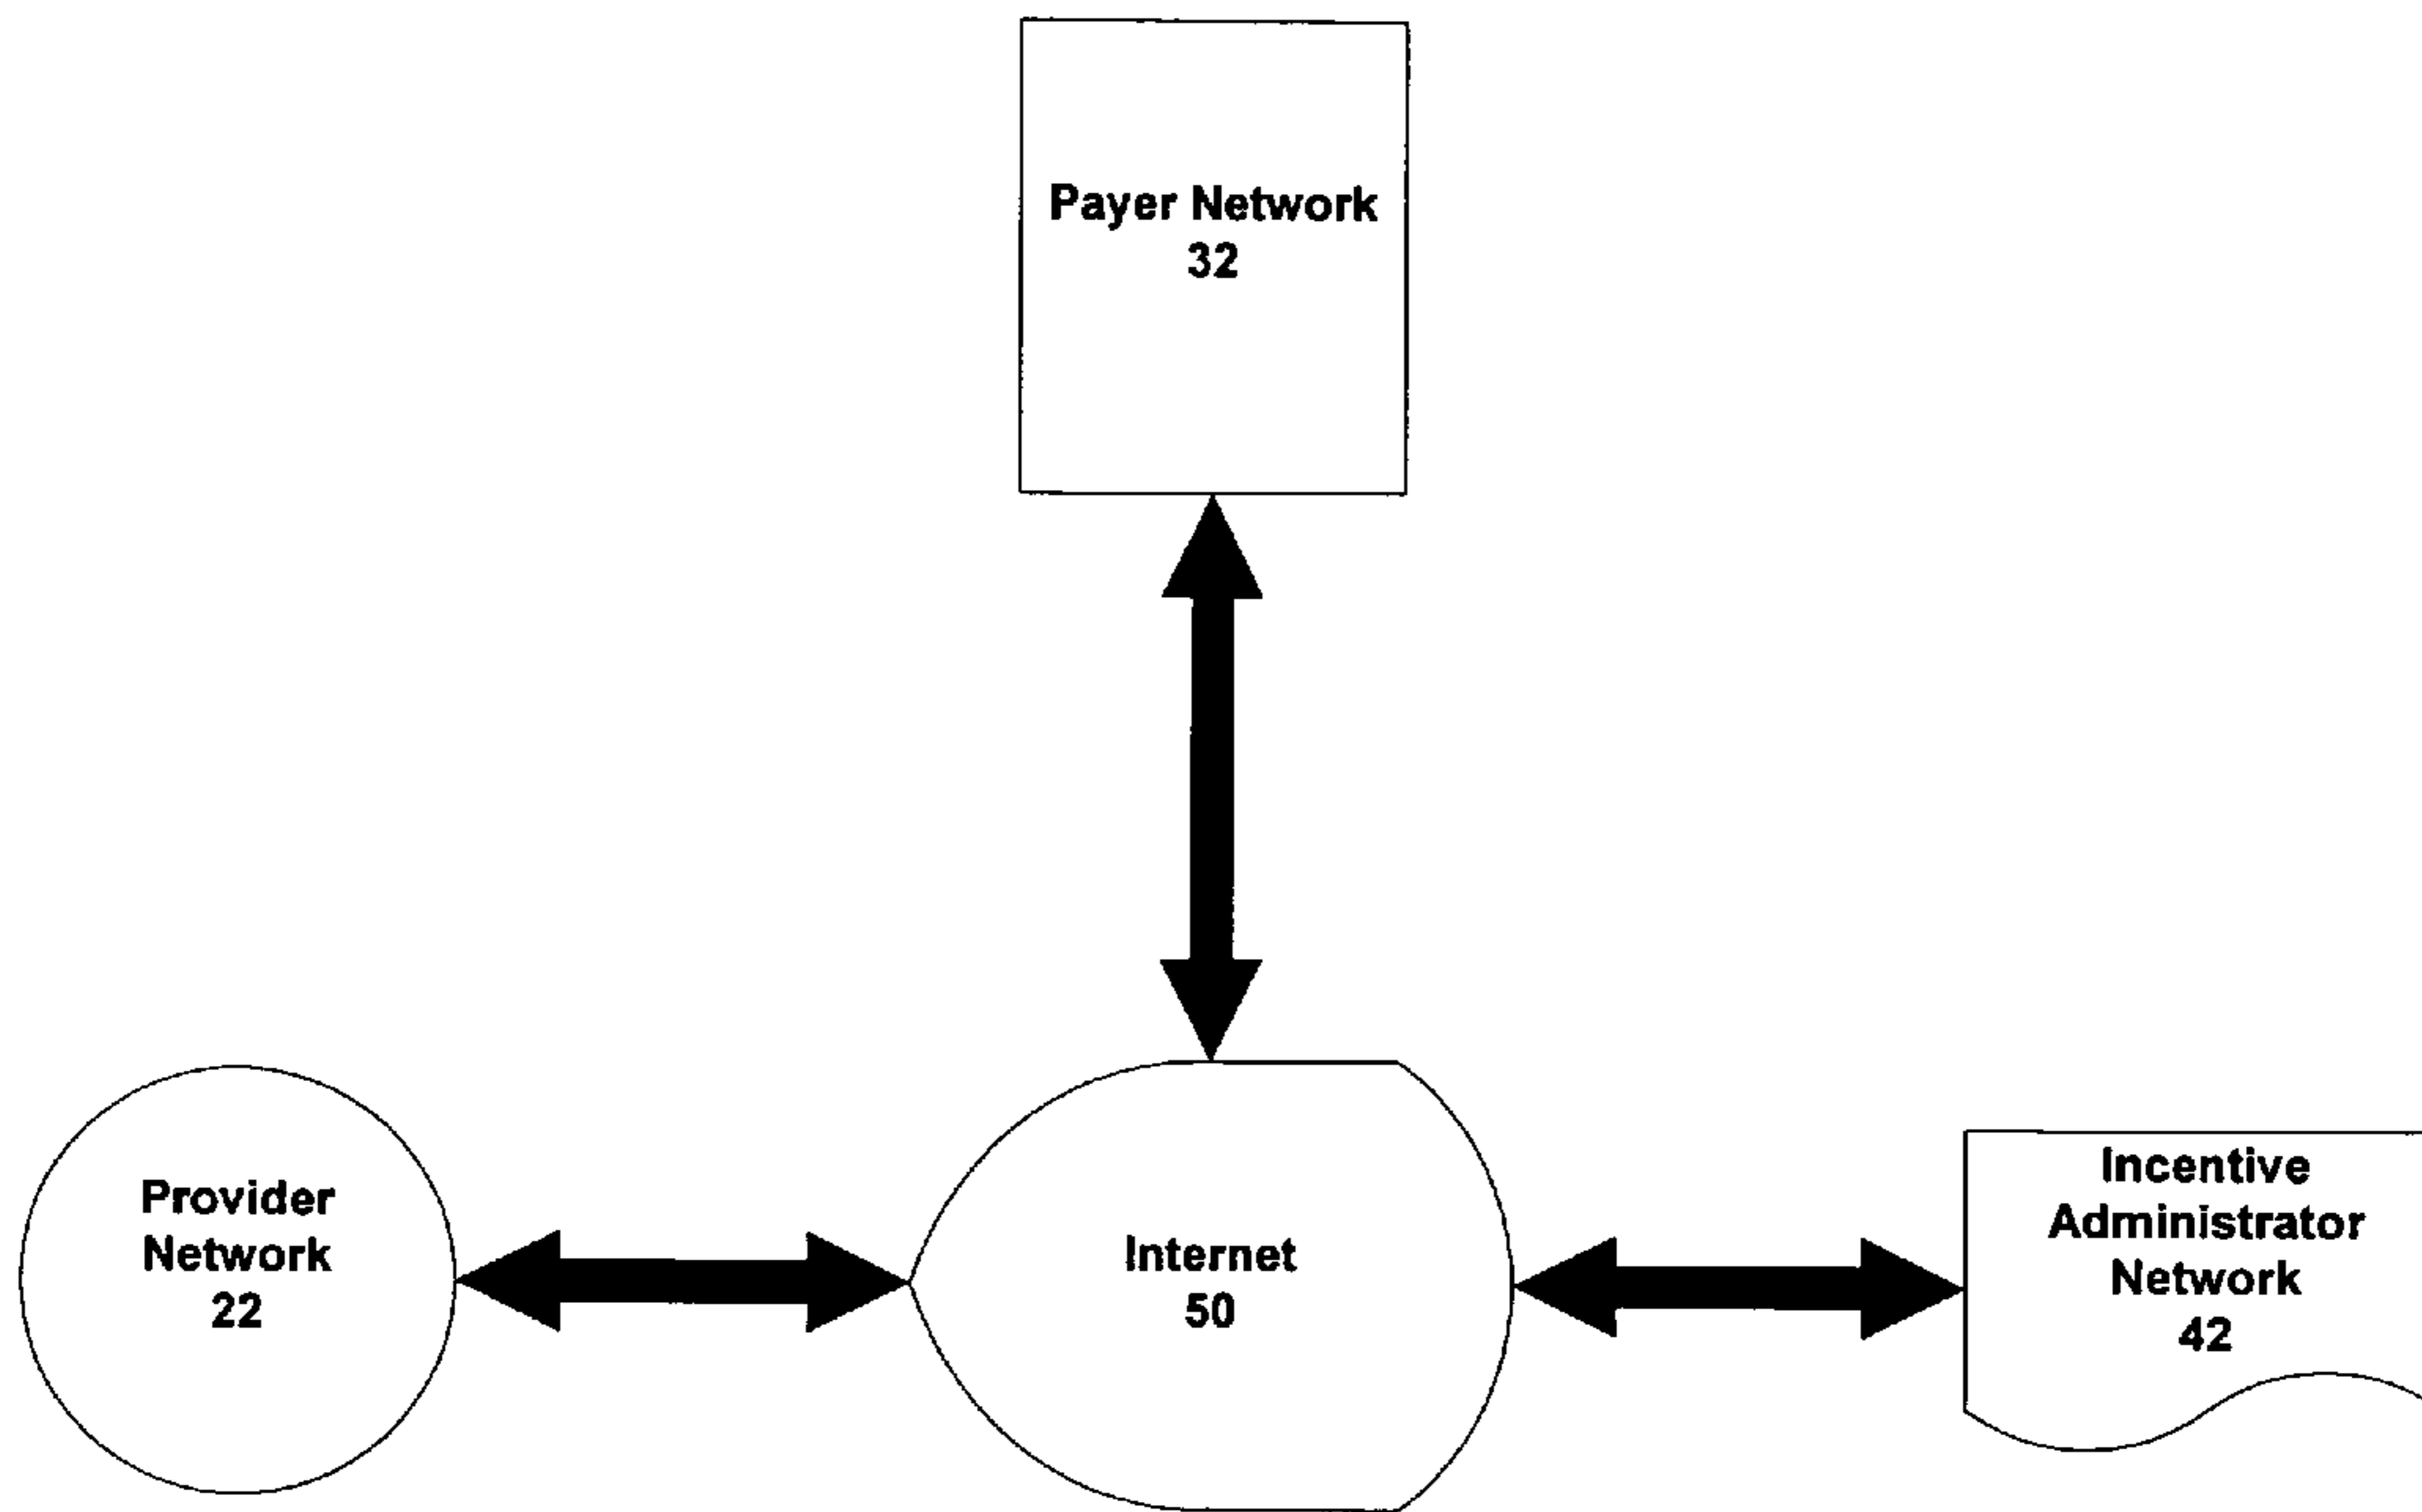 Payer Network
32
Provider
Network
22
Internet
50
Incentive
Administrator
Network
42